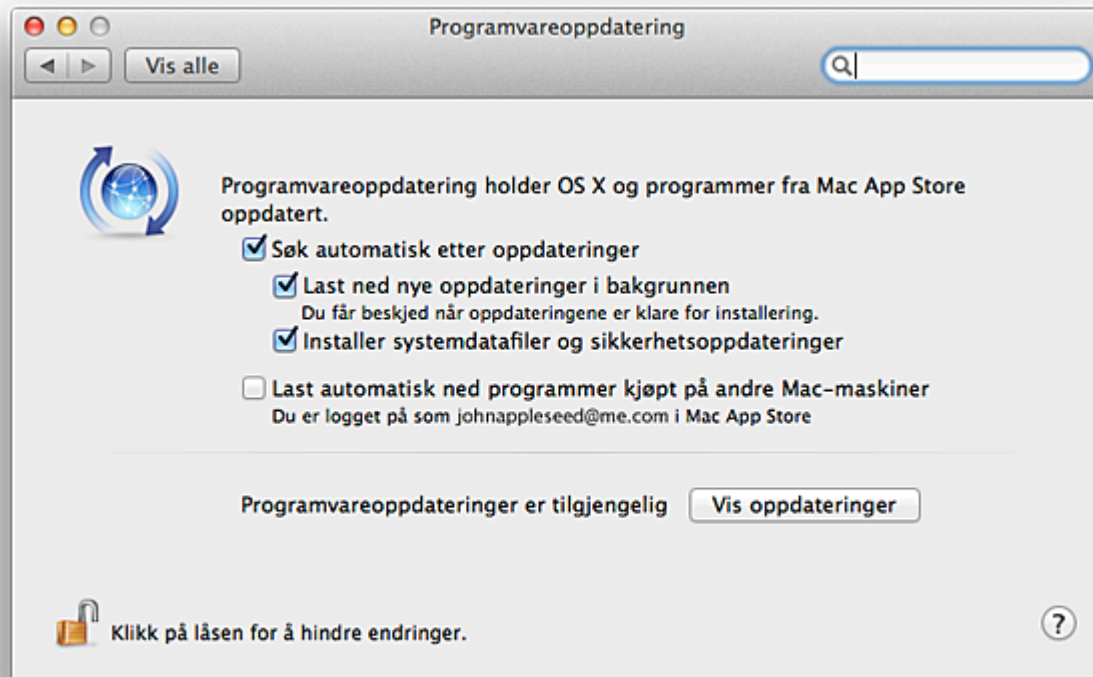 Programvareoppdatering
Vis alle
Programvareoppdatering holder OS X og programmer fra Mac App Store
oppdatert.
Søk automatisk etter oppdateringer
Last ned nye oppdateringer i bakgrunnen
Du får beskjed når oppdateringene er klare for installering.
Installer systemdatafiler og sikkerhetsoppdateringer
Last automatisk ned programmer kjøpt på andre Mac-maskiner
Du er logget på som johnappleseed@me.com i Mac App Store
Programvareoppdateringer er tilgjengelig Vis oppdateringer
Klikk på låsen for å hindre endringer. ?